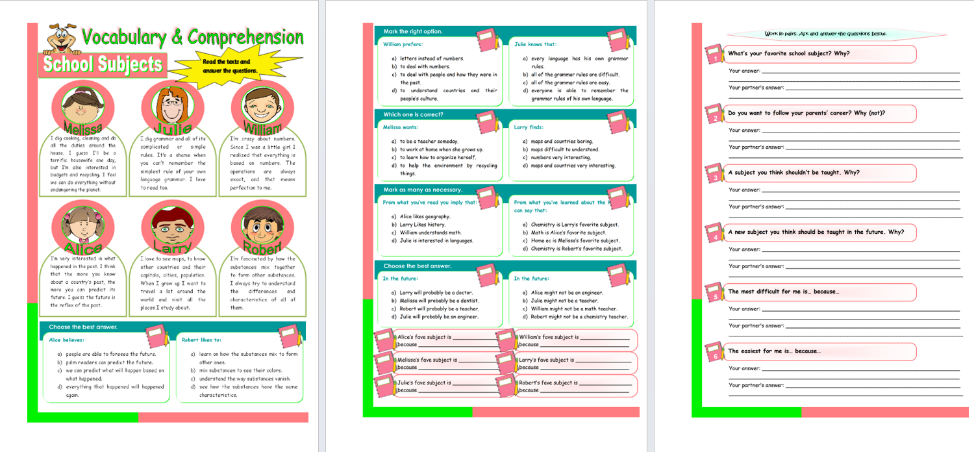 Vocabulary & Comprehension
School Subjects
Read the texts and
answer the questions.
Melissa
Julie
William
I dig cooking, cleaning and do
all the duties around the
house. I guess I'll be a
terrific housewife one day,
but I'm also interested in
budgets and recycling. I feel
we can do everything without
endangering the planet.
I dig grammar and all of its
complicated or simple
rules. It's a shame when
you can't remember the
simplest rule of your own
language grammar. I love
to read too.
I'm crazy about numbers.
Since I was a little girl I
realized that everything is
based on numbers. The
operations are always
exact, and that means
perfection to me.
Alice
Larry
Robert
I'm very interested in what
happened in the past. I think
that the more you know
about a country's past, the
more you can predict its
future. I guess the future is
the reflex of the past.
I love to see maps, to know
other countries and their
capitals, cities, population.
When I grow up I want to
travel a lot around the
world and visit all the
places I study about.
I'm fascinated by how the
substances mix together
to form other substances.
I always try to understand
the differences and
characteristics of all of
them.
Choose the best answer.
Alice believes:
a) people are able to foresee the future.
b) palm readers can predict the future.
c) we can predict what will happen based on
what happened.
d) everything that happened will happened
again.
Robert likes to:
a) learn on how the substances mix to form
other ones.
b) mix substances to see their colors.
c) understand the way substances vanish.
d) see how the substances have the same
characteristics.
Mark the right option.
William prefers:
a) letters instead of numbers.
b) to deal with numbers.
c) to deal with people and how they were in
the past.
d) to understand countries and their
people's culture.
Julie knows that:
a) every language has his own grammar
rules.
b) all of the grammar rules are difficult.
c) all of the grammar rules are easy.
d) everyone is able to remember the
grammar rules of his own language.
Which one is correct?
Melissa wants:
a) to be a teacher someday.
b) to work at home when she grows up.
c) to learn how to organize herself.
d) to help the environment by recycling
things.
Larry finds:
a) maps and countries boring.
b) maps difficult to understand.
c) numbers very interesting.
d) maps and countries very interesting.
Mark as many as necessary.
From what you've read you imply that:
a) Alice likes geography.
b) Larry Likes history.
c) William understands math.
d) Julie is interested in languages.
From what you've learned about the
can say that:
a) Chemistry is Larry's favorite subject.
b) Math is Alice's favorite subject.
c) Home ec is Melissa's favorite subject.
d) Chemistry is Robert's favorite subject.
Choose the best answer.
In the future:
a) Larry will probably be a doctor.
b) Melissa will probably be a dentist.
c) Robert will probably be a teacher.
d) Julie will probably be an engineer.
In the future:
a) Alice might not be an engineer.
b) Julie might not be a teacher.
c) William might not be a math teacher.
d) Robert might not be a chemistry teacher.
Alice's fave subject is
because
William's fave subject is
because
Melissa's fave subject is
because
Larry's fave subject is
because
Julie's fave subject is
because
Robert's fave subject is
because
Work in pairs. Ask and answer the questions below.
1
What's your favorite school subject? Why?
Your answer:
Your partner's answer:
2
Do you want to follow your parents' career? Why (not)?
Your answer:
Your partner's answer:
3
A subject you think shouldn't be taught. Why?
Your answer:
Your partner's answer:
4
A new subject you think should be taught in the future. Why?
Your answer:
Your partner's answer:
5
The most difficult for me is... because...
Your answer:
Your partner's answer:
6
The easiest for me is... because...
Your answer:
Your partner's answer: